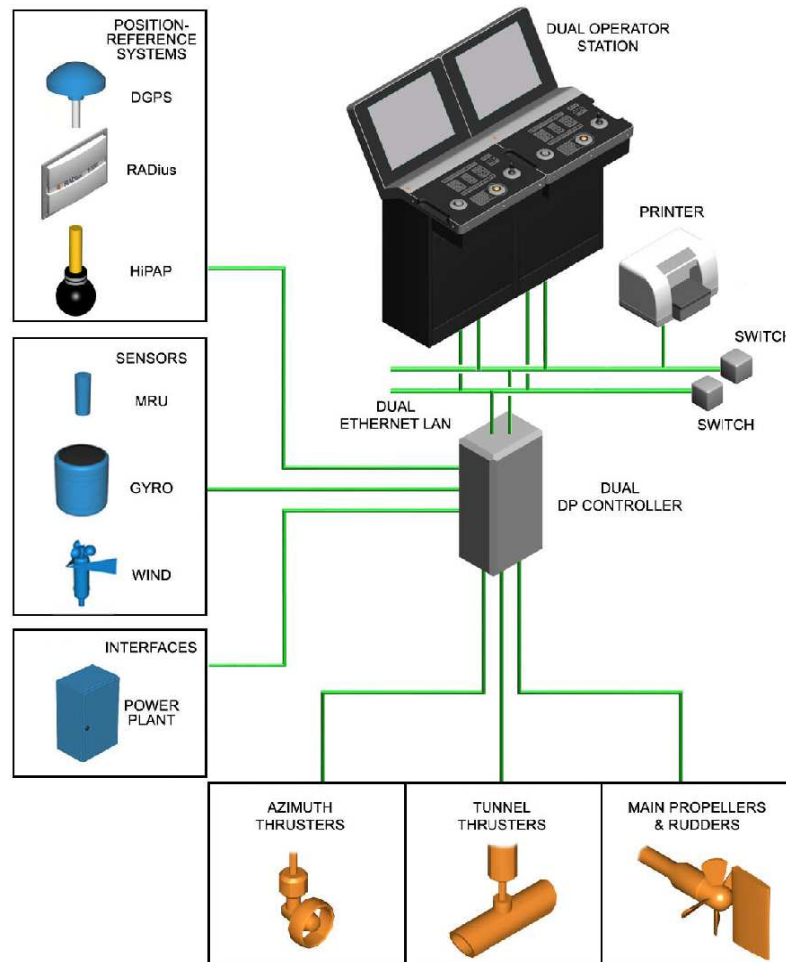 POSITION-
REFERENCE
SYSTEMS
DGPS
RADius
HiPAP
SENSORS
MRU
GYRO
WIND
INTERFACES
POWER
PLANT
DUAL OPERATOR
STATION
PRINTER
SWITCH
SWITCH
DUAL
ETHERNET LAN
DUAL
DP CONTROLLER
AZIMUTH
THRUSTERS
TUNNEL
THRUSTERS
MAIN PROPELLERS
& RUDDERS